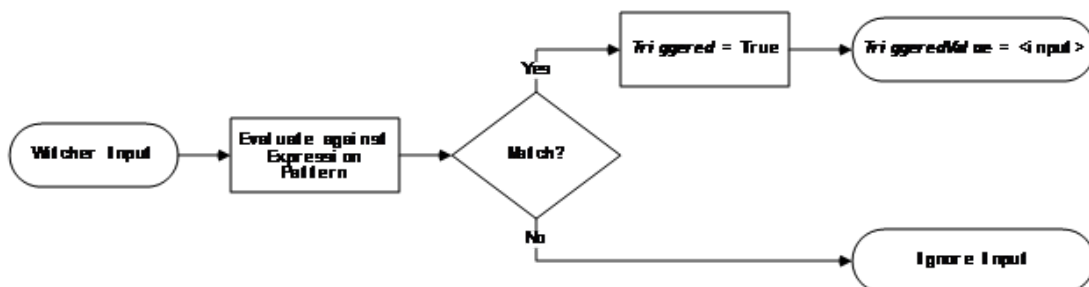 Triggered = True
TriggeredValue = <input>
Yes
Witcher Input
Evaluate against
Expression
Pattern
Match?
No
Ignore Input